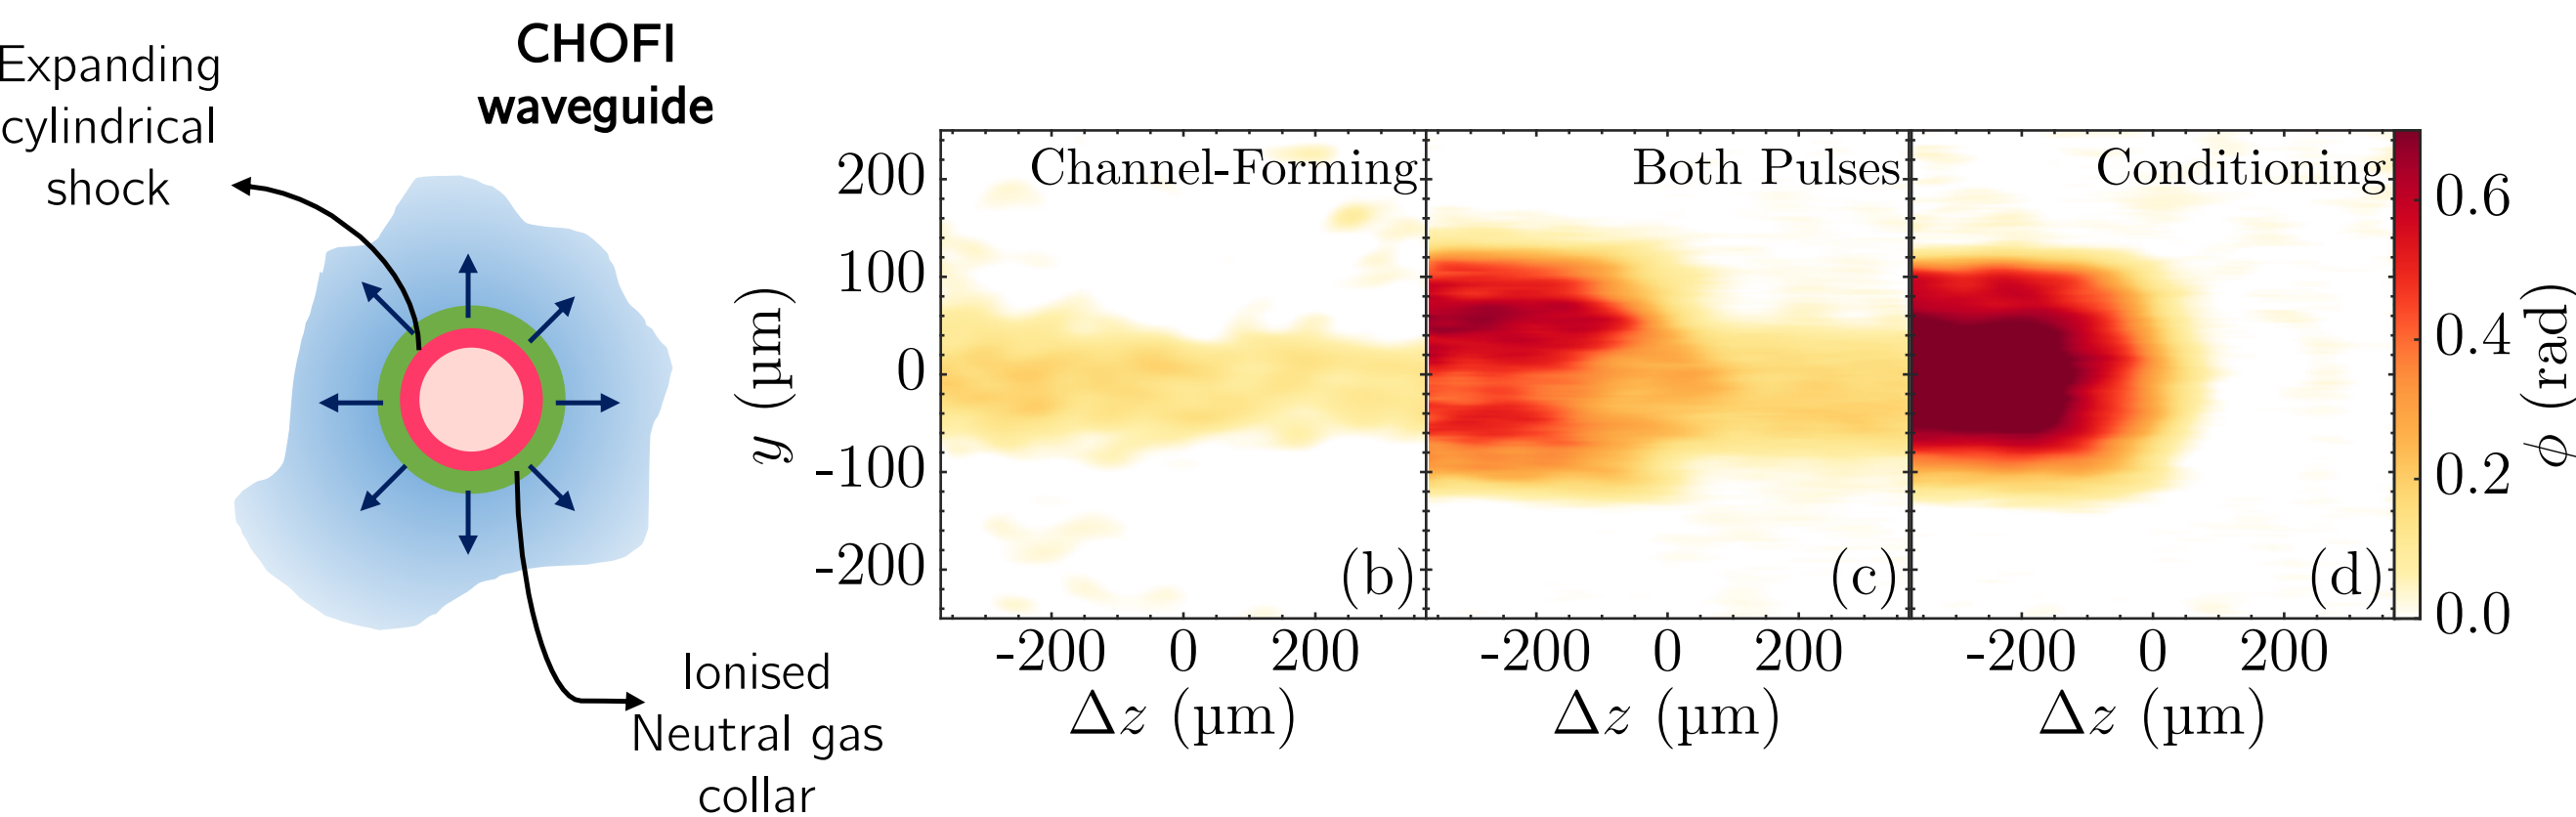 CHOFI
waveguide
Expanding
cylindrical
shock
Ionised
Neutral gas
collar
Channel-Forming
Both Pulses
Conditioning
200
100
0
-100
-200
y (µm)
(b)
(c)
(d)
-200 0 200
-200 0 200
-200 0 200
Δz (µm)
Δz (µm)
Δz (µm)
0.6
0.4
0.2
0.0
ϕ (rad)